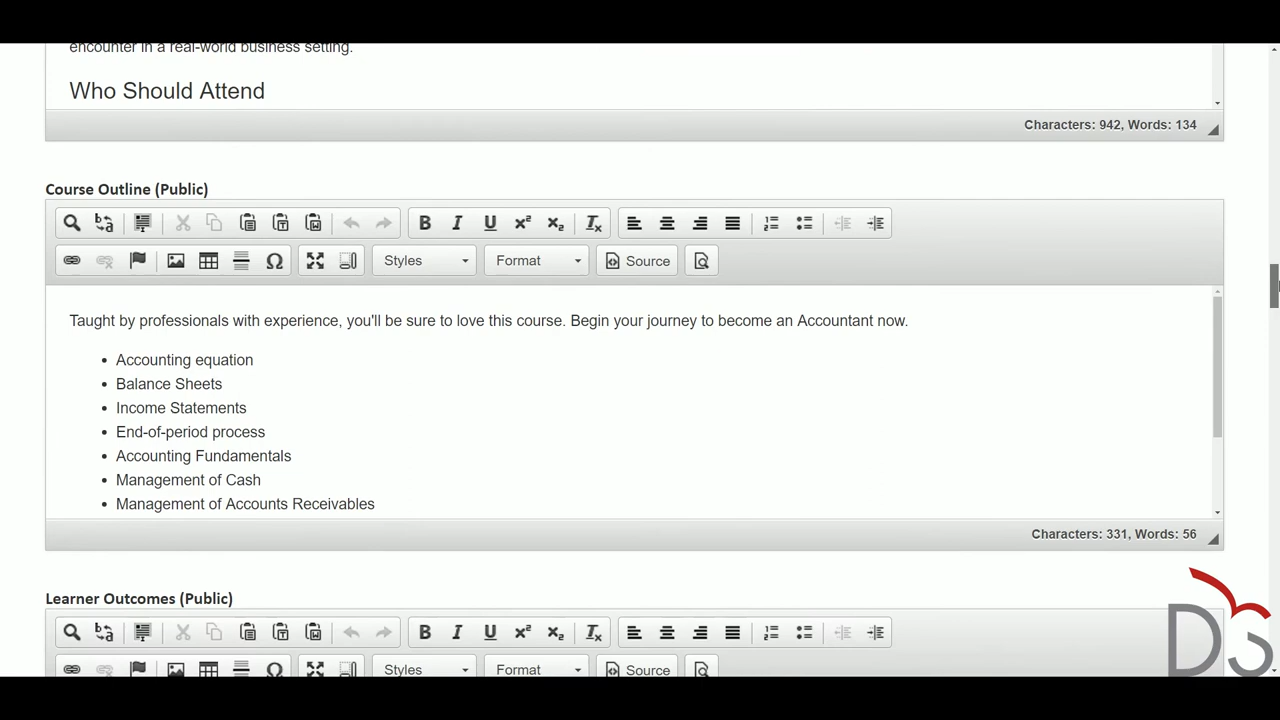 encounter in a real-world business setting.
Who Should Attend
Characters: 942, Words: 134
Course Outline (Public)
Styles
Format
Source
Taught by professionals with experience, you'll be sure to love this course. Begin your journey to become an Accountant now.
Accounting equation
Balance Sheets
Income Statements
End-of-period process
Accounting Fundamentals
Management of Cash
Management of Accounts Receivables
Characters: 331, Words: 56
Learner Outcomes (Public)
Styles
Format
Source
DS